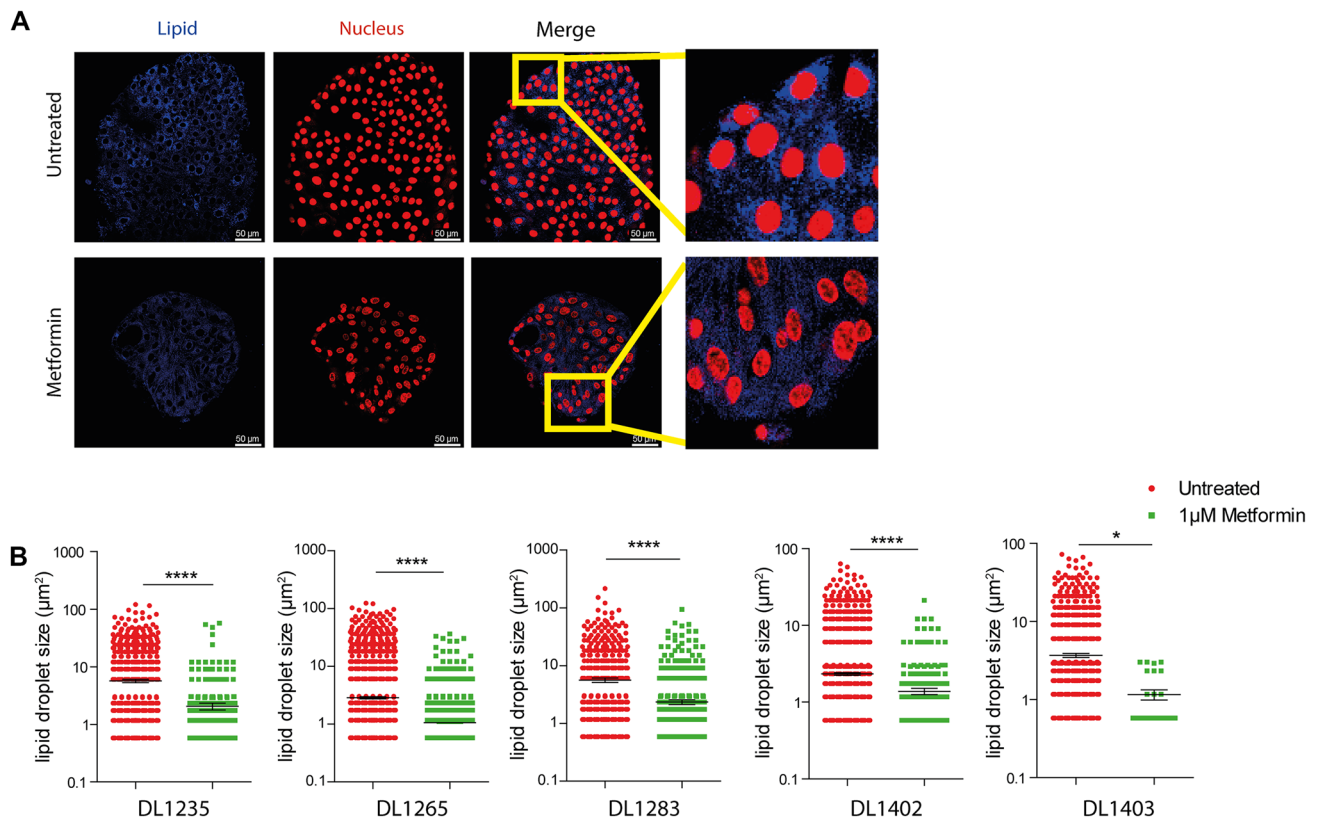 A
Lipid Nucleus Merge
Untreated
50 µm 50 µm 50 µm
Metformin
50 µm 50 µm 50 µm
Untreated
1µM Metformin
B
lipid droplet size (µm²)
1000
100
10
1
0.1
****
DL1235
lipid droplet size (µm²)
1000
100
10
1
0.1
****
DL1265
lipid droplet size (µm²)
1000
100
10
1
0.1
****
DL1283
lipid droplet size (µm²)
100
10
1
0.1
****
DL1402
lipid droplet size (µm²)
100
10
1
0.1
*
DL1403